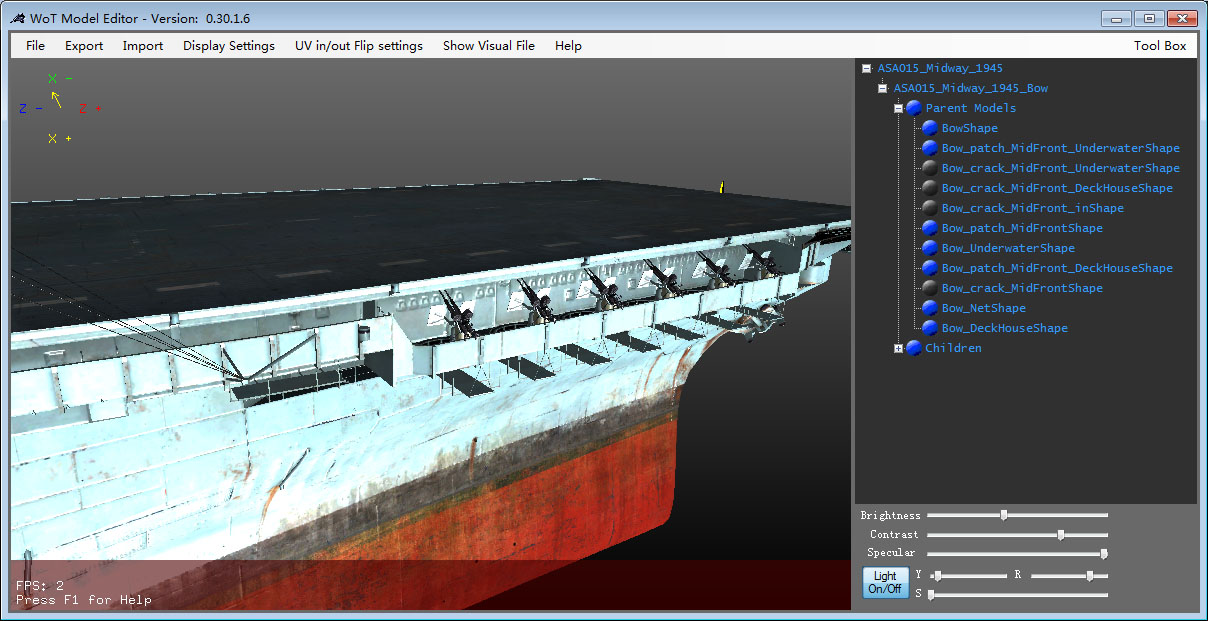 WoT Model Editor - Version:  0.30.1.6
File Export Import Display Settings UV in/out Flip settings Show Visual File Help Tool Box
X -
Z - Z +
X +
ASA015_Midway_1945
ASA015_Midway_1945_Bow
Parent Models
BowShape
Bow_patch_MidFront_UnderwaterShape
Bow_crack_MidFront_UnderwaterShape
Bow_crack_MidFront_DeckHouseShape
Bow_crack_MidFront_inShape
Bow_patch_MidFrontShape
Bow_UnderwaterShape
Bow_patch_MidFront_DeckHouseShape
Bow_crack_MidFrontShape
Bow_NetShape
Bow_DeckHouseShape
Children
Brightness
Contrast
Specular
Light On/Off
Y R
S
FPS: 2
Press F1 for Help